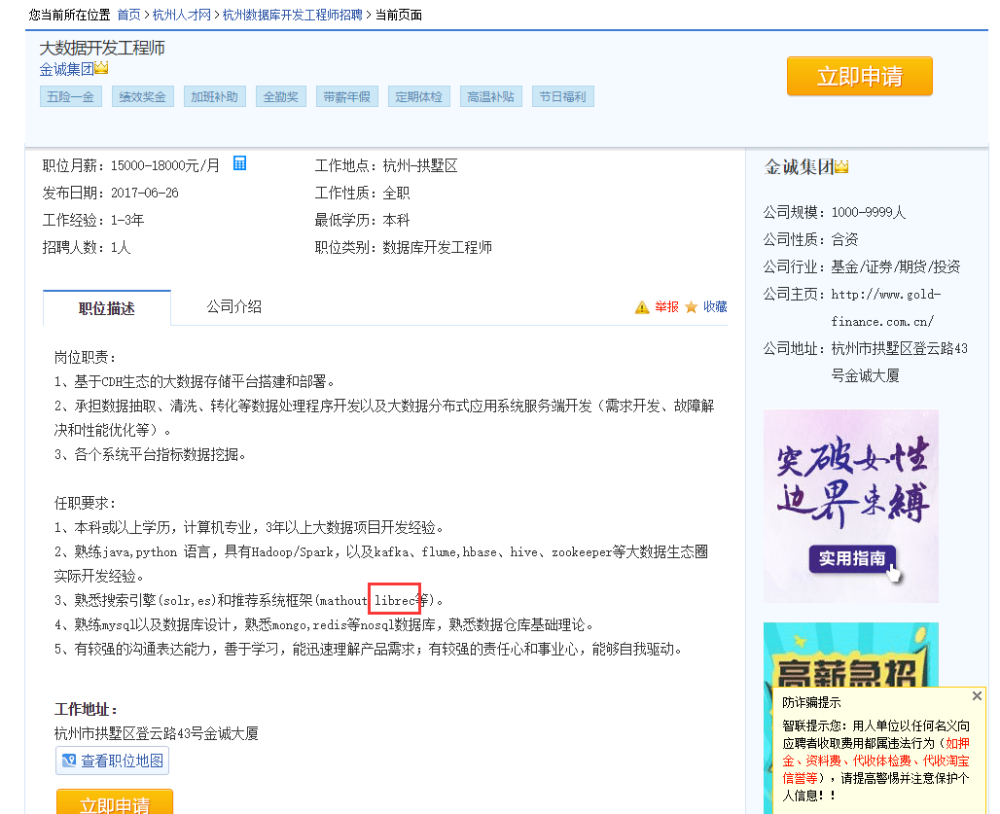 您当前所在位置 首页 > 杭州人才网 > 杭州数据库开发工程师招聘 > 当前页面
大数据开发工程师
金诚集团
立即申请
五险一金 绩效奖金 加班补助 全勤奖 带薪年假 定期体检 高温补贴 节日福利
职位月薪：15000-18000元/月 工作地点：杭州-拱墅区
发布日期：2017-06-26 工作性质：全职
工作经验：1-3年 最低学历：本科
招聘人数：1人 职位类别：数据库开发工程师
职位描述 公司介绍 举报 收藏
岗位职责：
1、基于CDH生态的大数据存储平台搭建和部署。
2、承担数据抽取、清洗、转化等数据处理程序开发以及大数据分布式应用系统服务端开发（需求开发、故障解
决和性能优化等）。
3、各个系统平台指标数据挖掘。
任职要求：
1、本科或以上学历，计算机专业，3年以上大数据项目开发经验。
2、熟练java,python 语言，具有Hadoop/Spark，以及kafka、flume,hbase、hive、zookeeper等大数据生态圈
实际开发经验。
3、熟悉搜索引擎(solr,es)和推荐系统框架(mathout librec等)。
4、熟练mysql以及数据库设计，熟悉mongo,redis等nosql数据库，熟悉数据仓库基础理论。
5、有较强的沟通表达能力，善于学习，能迅速理解产品需求；有较强的责任心和事业心，能够自我驱动。
工作地址：
杭州市拱墅区登云路43号金诚大厦
查看职位地图
立即申请
金诚集团
公司规模：1000-9999人
公司性质：合资
公司行业：基金/证券/期货/投资
公司主页：http://www.gold-
finance.com.cn/
公司地址：杭州市拱墅区登云路43
号金诚大厦
突破女性
边界束缚
实用指南
高薪急招
防诈骗提示
智联提示您：用人单位以任何名义向
应聘者收取费用都属违法行为（如押
金、资料费、代收体检费、代收淘宝
信誉等），请提高警惕并注意保护个
人信息！！